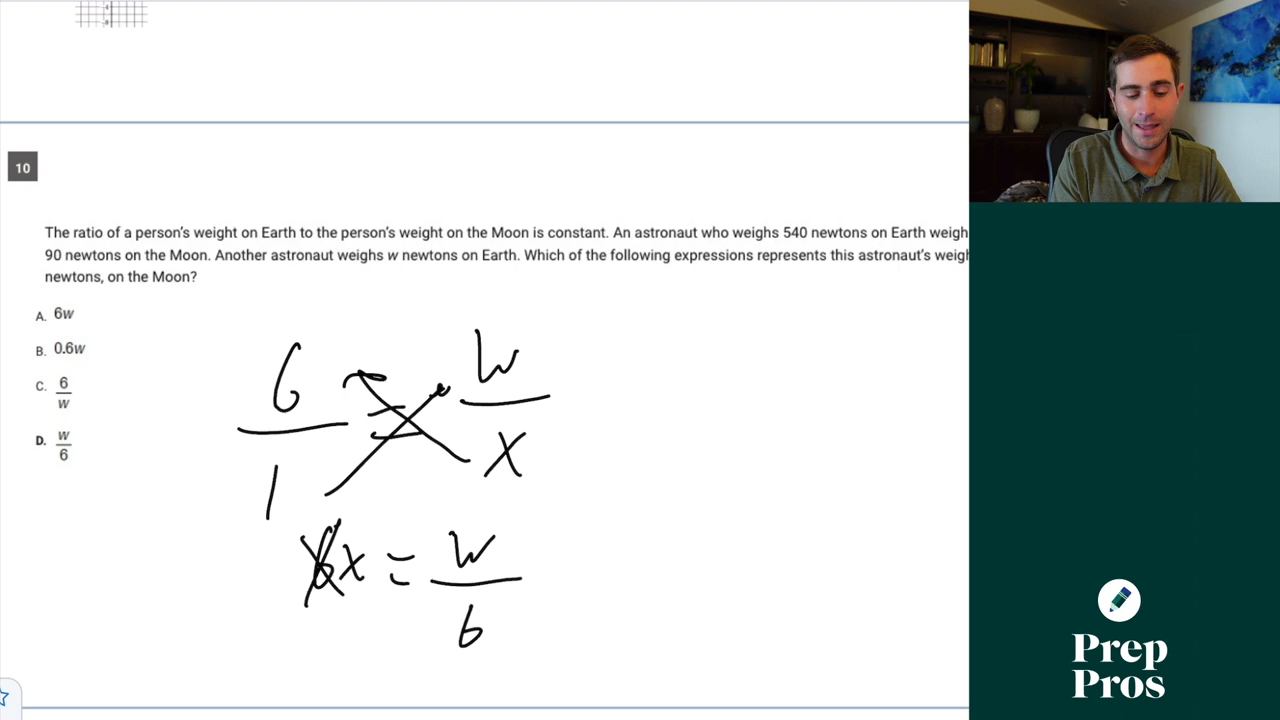 10
The ratio of a person's weight on Earth to the person's weight on the Moon is constant. An astronaut who weighs 540 newtons on Earth weigh
90 newtons on the Moon. Another astronaut weighs w newtons on Earth. Which of the following expressions represents this astronaut's weigh
newtons, on the Moon?
A. 6w
B. 0.6w
C. 6/w
D. w/6
6/1 = w/x
6x = w/6
Prep
Pros